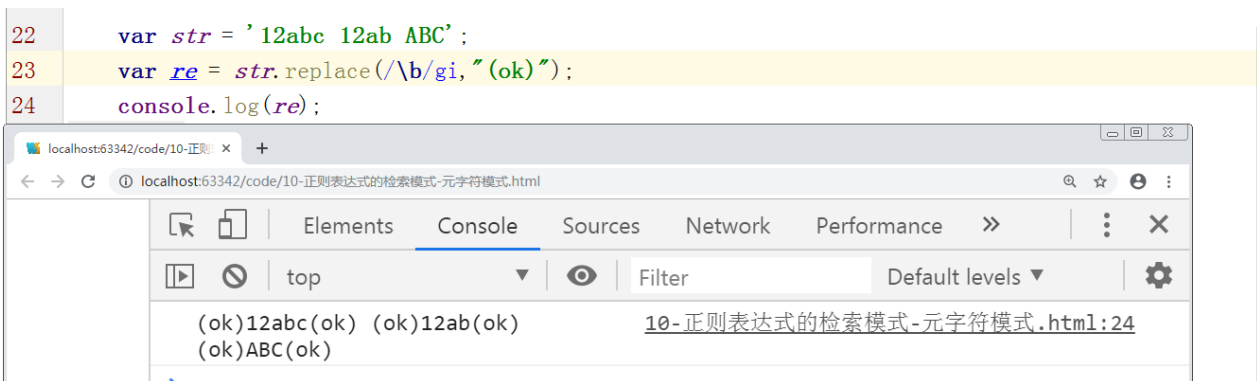 22 var str = '12abc 12ab ABC';
23 var re = str.replace(/\b/gi,"(ok)");
24 console.log(re);
localhost:63342/code/10-正则
localhost:63342/code/10-正则表达式的检索模式-元字符模式.html
Elements Console Sources Network Performance
top Filter Default levels
(ok)12abc(ok) (ok)12ab(ok) 10-正则表达式的检索模式-元字符模式.html:24
(ok)ABC(ok)